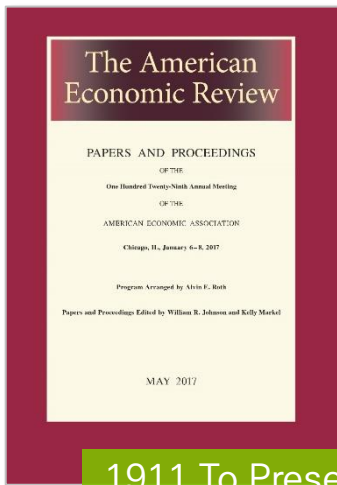 The American
Economic Review
PAPERS AND PROCEEDINGS
OF THE
One Hundred Twenty-Ninth Annual Meeting
OF THE
AMERICAN ECONOMIC ASSOCIATION
Chicago, IL, January 6–8, 2017
Program Arranged by Alvin E. Roth
Papers and Proceedings Edited by William R. Johnson and Kelly Markel
MAY 2017
1911 To Prese